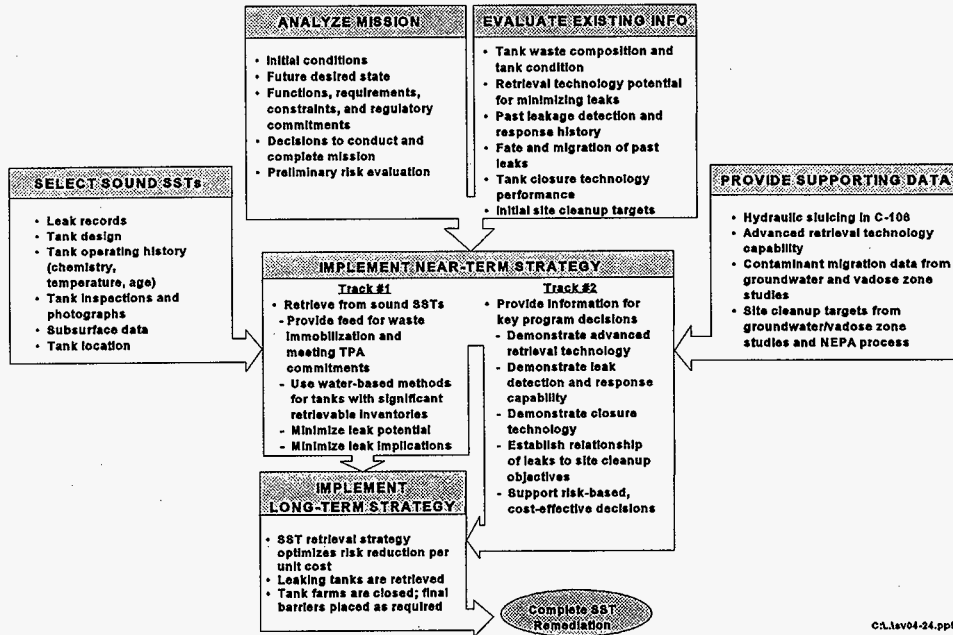 ANALYZE MISSION
• Initial conditions
• Future desired state
• Functions, requirements,
constraints, and regulatory
commitments
• Decisions to conduct and
complete mission
• Preliminary risk evaluation
EVALUATE EXISTING INFO
• Tank waste composition and
tank condition
• Retrieval technology potential
for minimizing leaks
• Past leakage detection and
response history
• Fate and migration of past
leaks
• Tank closure technology
performance
• Initial site cleanup targets
SELECT SOUND SSTs
• Leak records
• Tank design
• Tank operating history
(chemistry,
temperature, age)
• Tank inspections and
photographs
• Subsurface data
• Tank location
PROVIDE SUPPORTING DATA
• Hydraulic sluicing in C-106
• Advanced retrieval technology
capability
• Contaminant migration data from
groundwater and vadose zone
studies
• Site cleanup targets from
groundwater/vadose zone
studies and NEPA process
IMPLEMENT NEAR-TERM STRATEGY
Track #1
• Retrieve from sound SSTs
- Provide feed for waste
immobilization and
meeting TPA
commitments
- Use water-based methods
for tanks with significant
retrievable inventories
- Minimize leak potential
- Minimize leak implications
Track #2
• Provide information for
key program decisions
- Demonstrate advanced
retrieval technology
- Demonstrate leak
detection and response
capability
- Demonstrate closure
technology
- Establish relationship
of leaks to site cleanup
objectives
- Support risk-based,
cost-effective decisions
IMPLEMENT
LONG-TERM STRATEGY
• SST retrieval strategy
optimizes risk reduction per
unit cost
• Leaking tanks are retrieved
• Tank farms are closed; final
barriers placed as required
Complete SST
Remediation